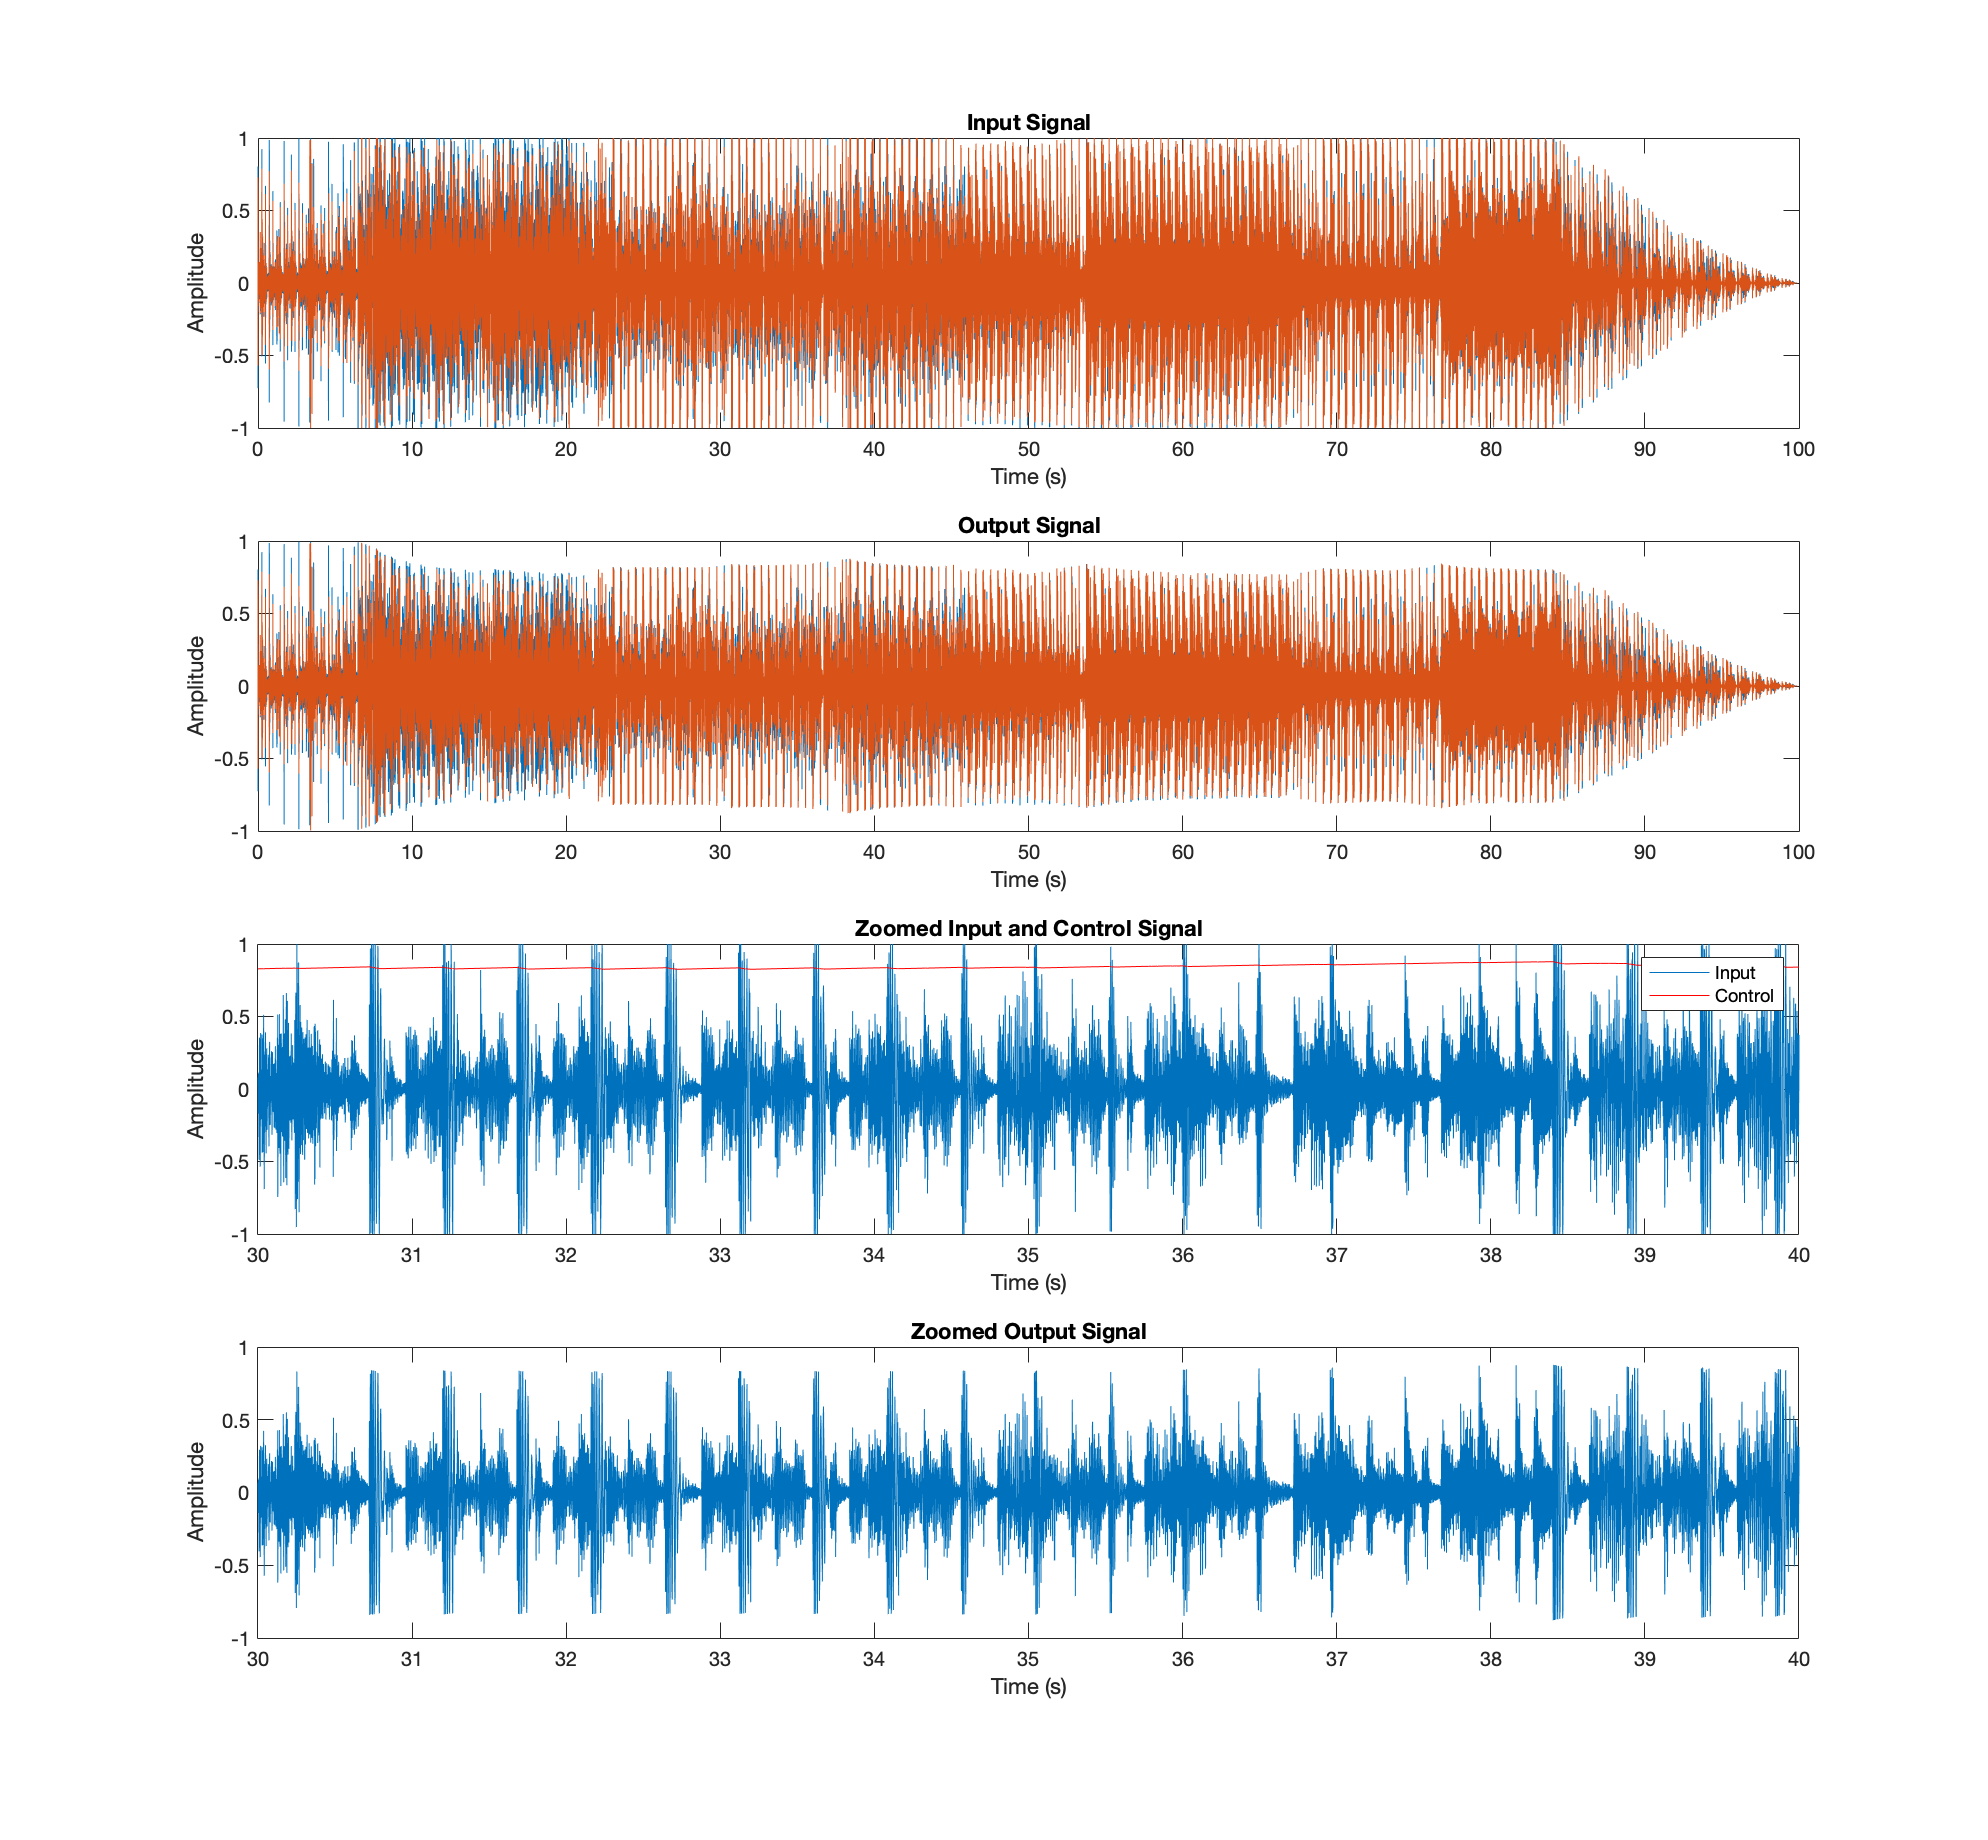 Input Signal
1
0.5
0
-0.5
-1
Amplitude
0 10 20 30 40 50 60 70 80 90 100
Time (s)
Output Signal
1
0.5
0
-0.5
-1
Amplitude
0 10 20 30 40 50 60 70 80 90 100
Time (s)
Zoomed Input and Control Signal
1
0.5
0
-0.5
-1
Amplitude
Input
Control
30 31 32 33 34 35 36 37 38 39 40
Time (s)
Zoomed Output Signal
1
0.5
0
-0.5
-1
Amplitude
30 31 32 33 34 35 36 37 38 39 40
Time (s)